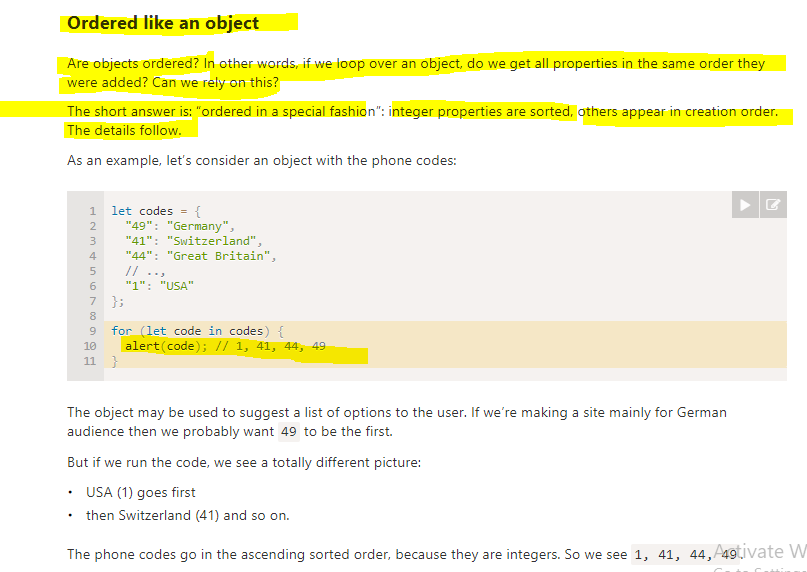 Ordered like an object
Are objects ordered? In other words, if we loop over an object, do we get all properties in the same order they
were added? Can we rely on this?
The short answer is: “ordered in a special fashion”: integer properties are sorted, others appear in creation order.
The details follow.
As an example, let’s consider an object with the phone codes:
1 let codes = {
2 "49": "Germany",
3 "41": "Switzerland",
4 "44": "Great Britain",
5 // ..,
6 "1": "USA"
7 };
8
9 for (let code in codes) {
10 alert(code); // 1, 41, 44, 49
11 }
The object may be used to suggest a list of options to the user. If we’re making a site mainly for German
audience then we probably want 49 to be the first.
But if we run the code, we see a totally different picture:
• USA (1) goes first
• then Switzerland (41) and so on.
The phone codes go in the ascending sorted order, because they are integers. So we see 1, 41, 44, 49.
Activate W